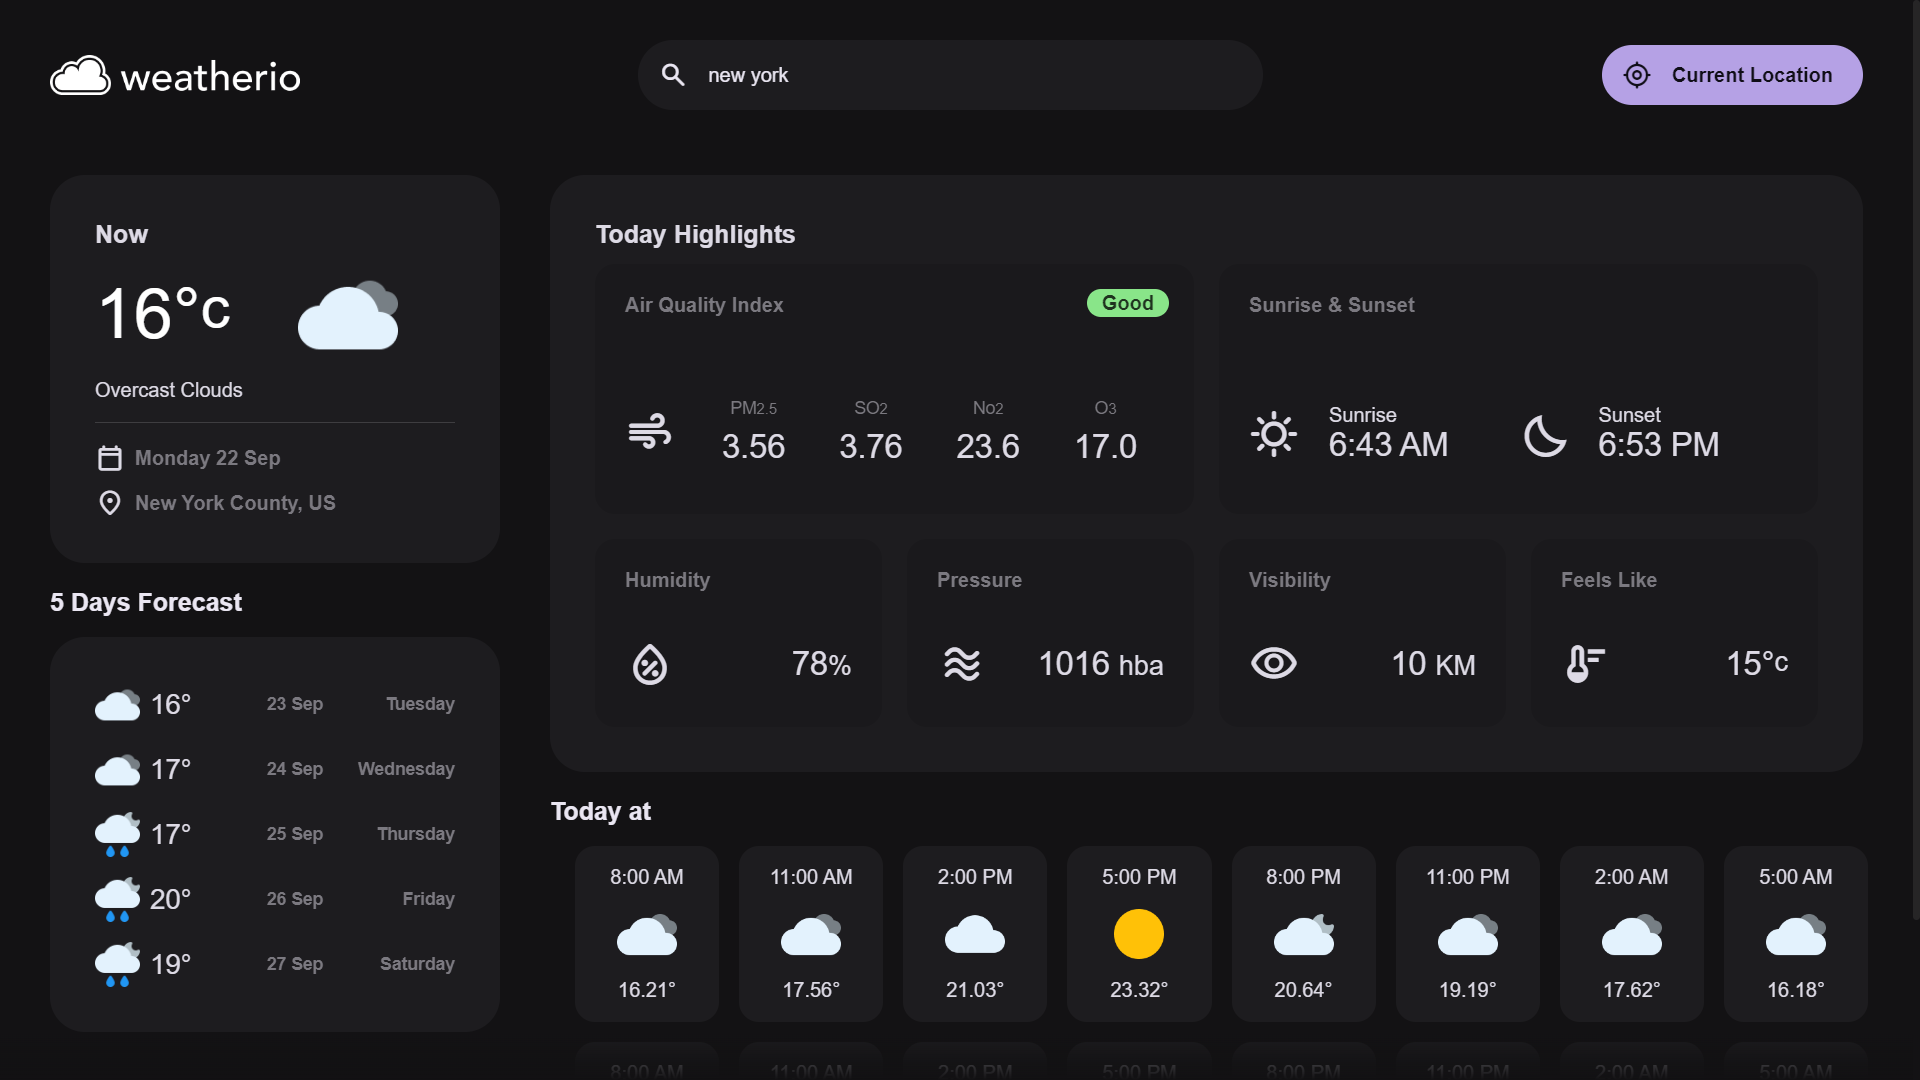 weatherio
new york
Current Location
Now
16°c
Overcast Clouds
Monday 22 Sep
New York County, US
5 Days Forecast
16° 23 Sep Tuesday
17° 24 Sep Wednesday
17° 25 Sep Thursday
20° 26 Sep Friday
19° 27 Sep Saturday
Today Highlights
Air Quality Index
Good
PM2.5 SO2 No2 O3
3.56 3.76 23.6 17.0
Sunrise & Sunset
Sunrise
6:43 AM
Sunset
6:53 PM
Humidity
78%
Pressure
1016 hba
Visibility
10 KM
Feels Like
15°c
Today at
8:00 AM 11:00 AM 2:00 PM 5:00 PM 8:00 PM 11:00 PM 2:00 AM 5:00 AM
16.21° 17.56° 21.03° 23.32° 20.64° 19.19° 17.62° 16.18°
8:00 AM 11:00 AM 2:00 PM 5:00 PM 8:00 PM 11:00 PM 2:00 AM 5:00 AM